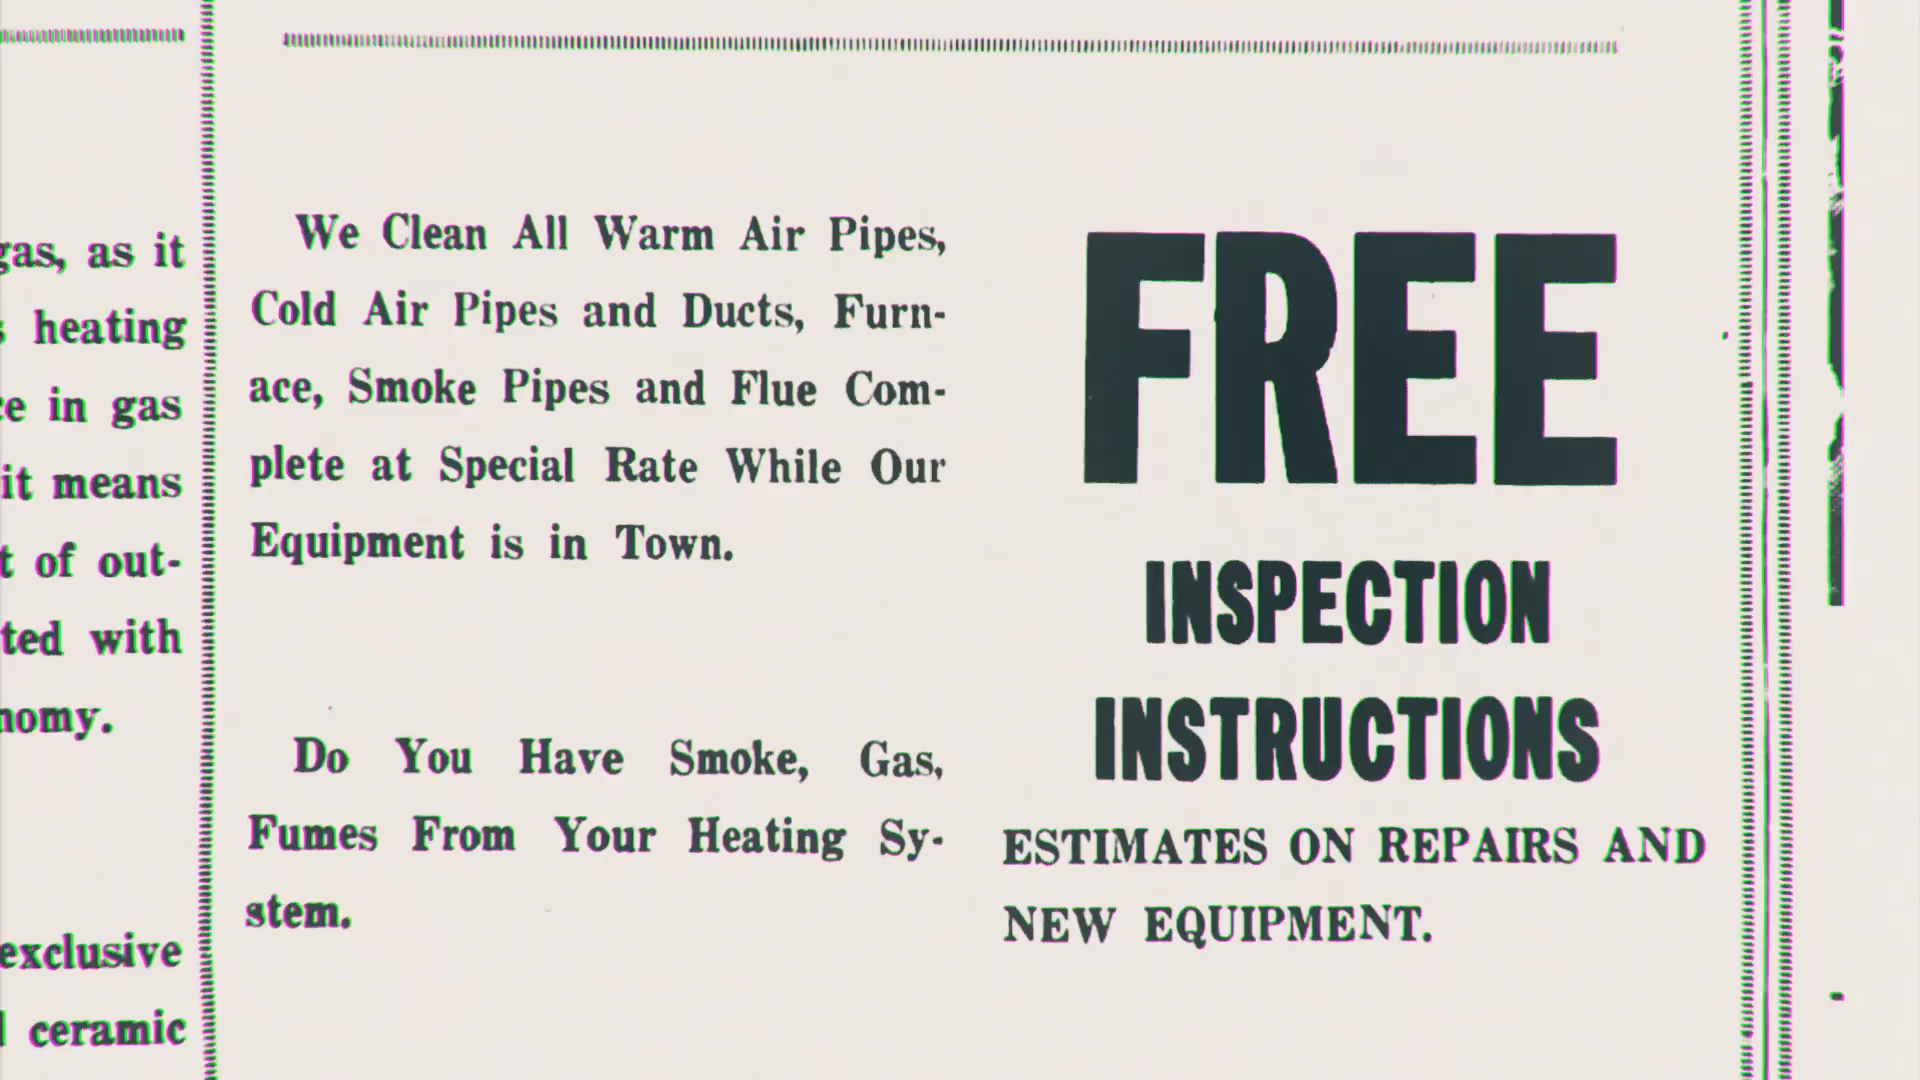 gas, as it
heating
in gas
it means
of out-
with
exclusive
ceramic
We Clean All Warm Air Pipes,
Cold Air Pipes and Ducts, Furn-
ace, Smoke Pipes and Flue Com-
plete at Special Rate While Our
Equipment is in Town.
Do You Have Smoke, Gas,
Fumes From Your Heating Sy-
stem.
FREE
INSPECTION
INSTRUCTIONS
ESTIMATES ON REPAIRS AND
NEW EQUIPMENT.